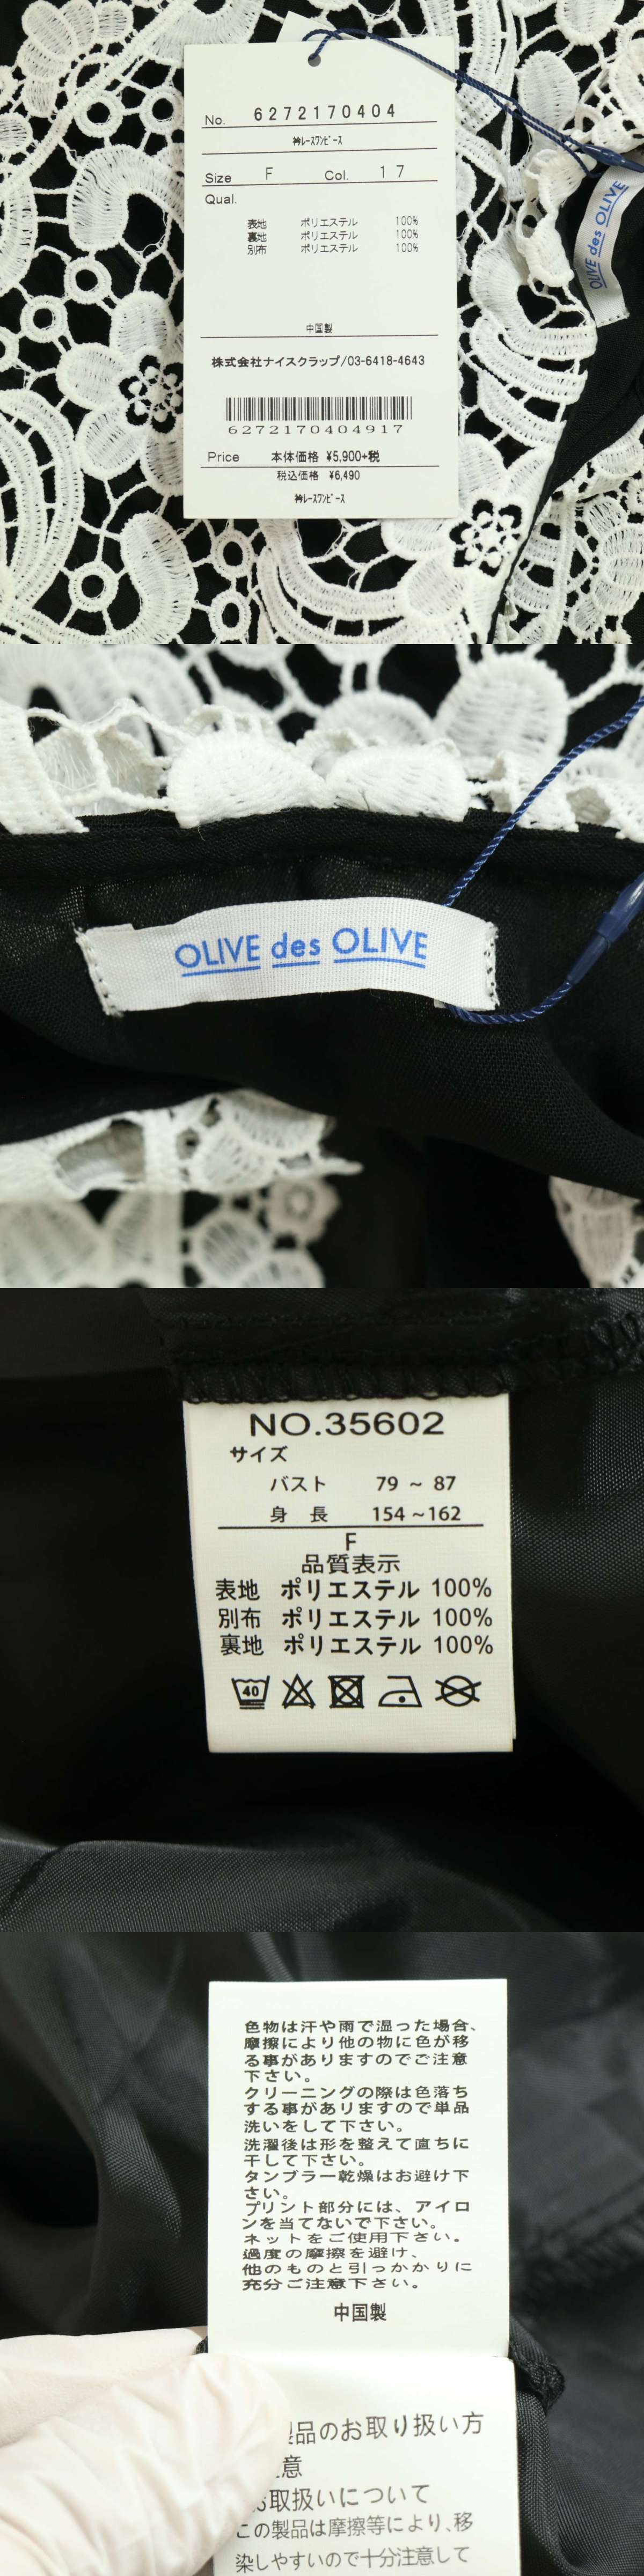 No. 6272170404
衿ﾚｰｽﾜﾝﾋﾟｰｽ
Size F Col. 17
Qual.
表地 ポリエステル 100%
裏地 ポリエステル 100%
別布 ポリエステル 100%
中国製
株式会社ナイスクラップ/03-6418-4643
6272170404917
Price 本体価格 ¥5,900+税
税込価格 ¥6,490
衿ﾚｰｽﾜﾝﾋﾟｰｽ
OLIVE des OLIVE
OLIVE des OLIVE
NO.35602
サイズ
バスト 79 ~ 87
身 長 154 ~162
F
品質表示
表地 ポリエステル 100%
別布 ポリエステル 100%
裏地 ポリエステル 100%
40
色物は汗や雨で湿った場合、
摩擦により他の物に色が移
る事がありますのでご注意
下さい。
クリーニングの際は色落ち
する事がありますので単品
洗いをして下さい。
洗濯後は形を整えて直ちに
干して下さい。
タンブラー乾燥はお避け下
さい。
プリント部分には、アイロ
ンを当てないで下さい。
ネットをご使用下さい。
過度の摩擦を避け、
他のものと引っかかりに
充分ご注意下さい。
中国製
製品のお取り扱い方
意
お取扱いについて
この製品は摩擦等により、移
染しやすいので十分注意して